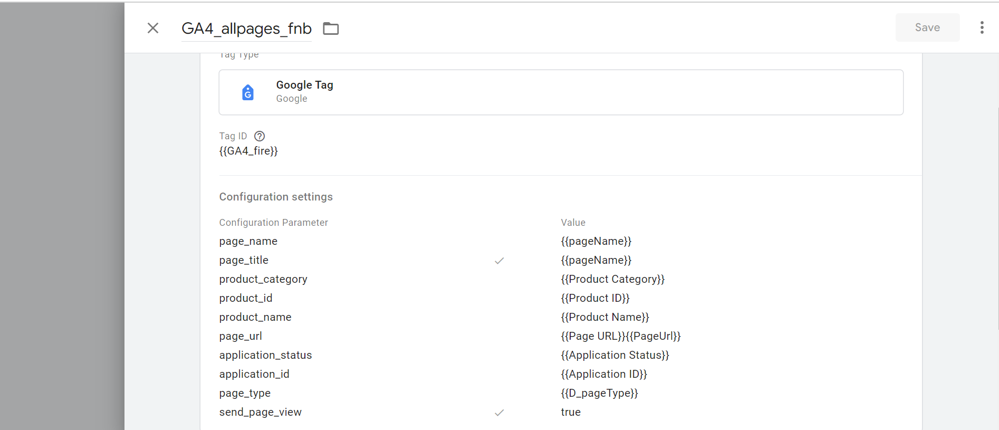 GA4_allpages_fnb
Save
Tag Type
Google Tag
Google
Tag ID ?
{{GA4_fire}}
Configuration settings
Configuration Parameter Value
page_name {{pageName}}
page_title {{pageName}}
product_category {{Product Category}}
product_id {{Product ID}}
product_name {{Product Name}}
page_url {{Page URL}}{{PageUrl}}
application_status {{Application Status}}
application_id {{Application ID}}
page_type {{D_pageType}}
send_page_view true